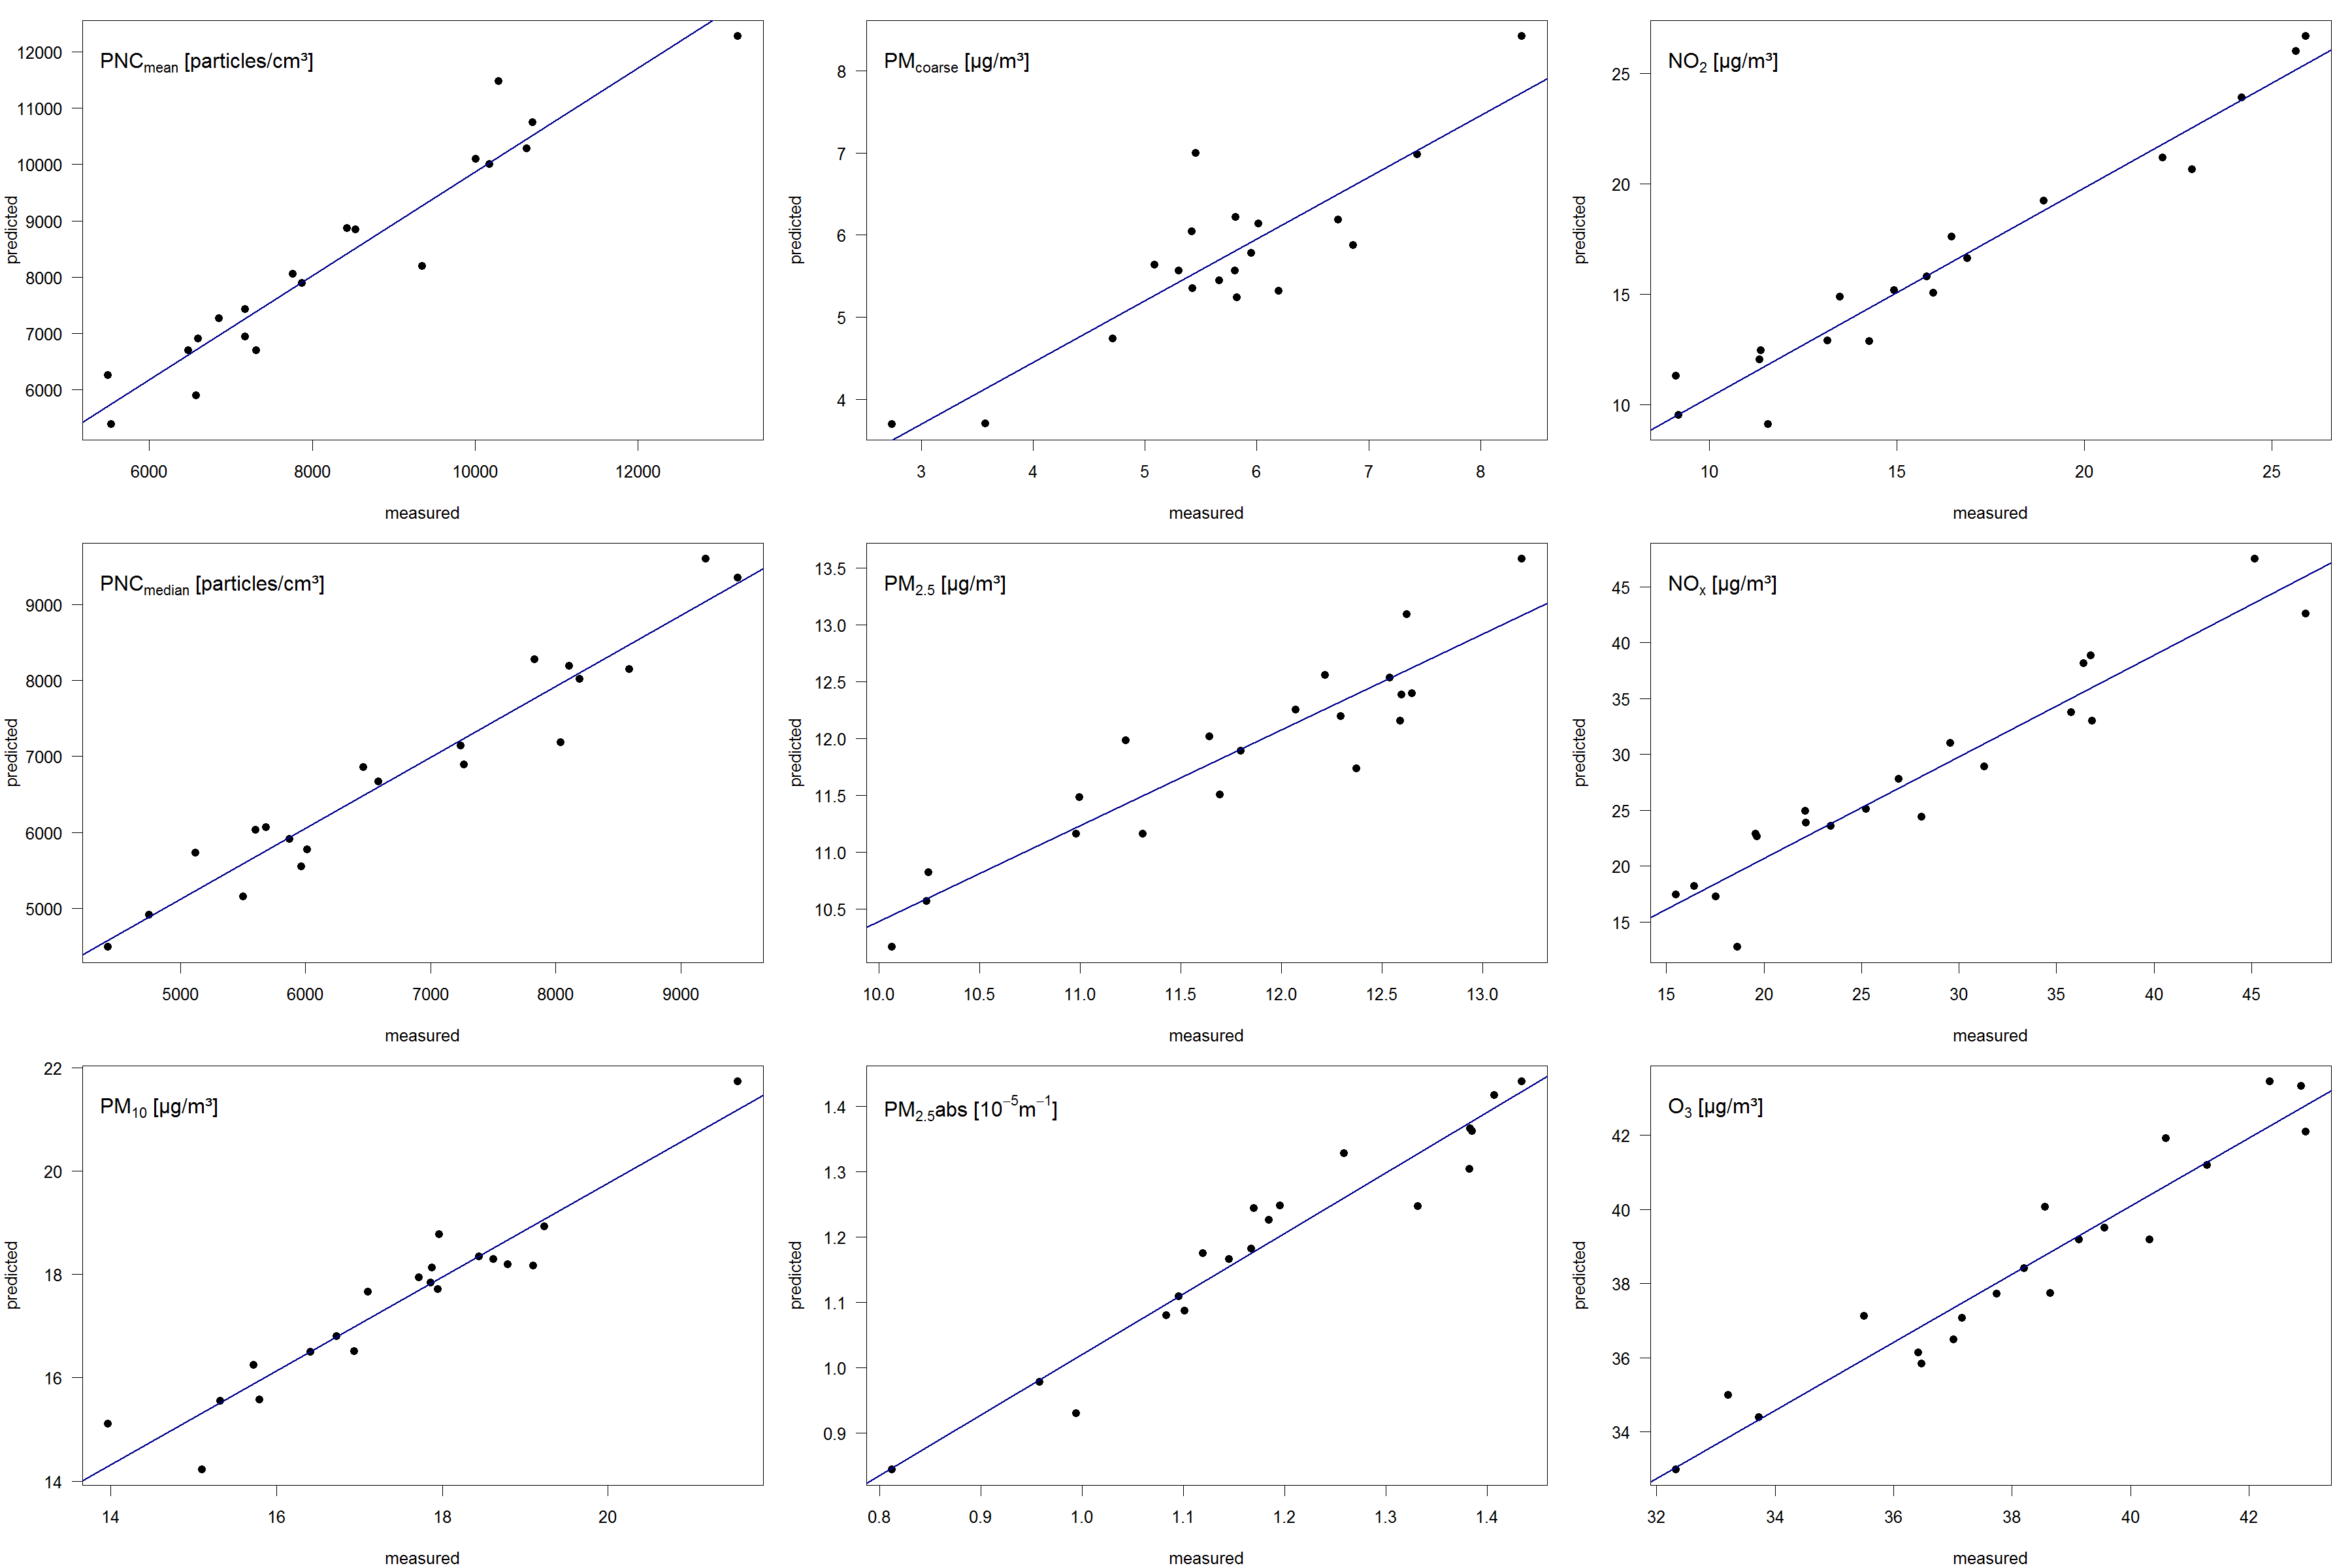 PNCmean [particles/cm³]
12000
11000
10000
9000
8000
7000
6000
predicted
6000 8000 10000 12000
measured
PMcoarse [µg/m³]
8
7
6
5
4
predicted
3 4 5 6 7 8
measured
NO2 [µg/m³]
25
20
15
10
predicted
10 15 20 25
measured
PNCmedian [particles/cm³]
9000
8000
7000
6000
5000
predicted
5000 6000 7000 8000 9000
measured
PM2.5 [µg/m³]
13.5
13.0
12.5
12.0
11.5
11.0
10.5
predicted
10.0 10.5 11.0 11.5 12.0 12.5 13.0
measured
NOx [µg/m³]
45
40
35
30
25
20
15
predicted
15 20 25 30 35 40 45
measured
PM10 [µg/m³]
22
20
18
16
14
predicted
14 16 18 20
measured
PM2.5abs [10−5m−1]
1.4
1.3
1.2
1.1
1.0
0.9
predicted
0.8 0.9 1.0 1.1 1.2 1.3 1.4
measured
O3 [µg/m³]
42
40
38
36
34
predicted
32 34 36 38 40 42
measured